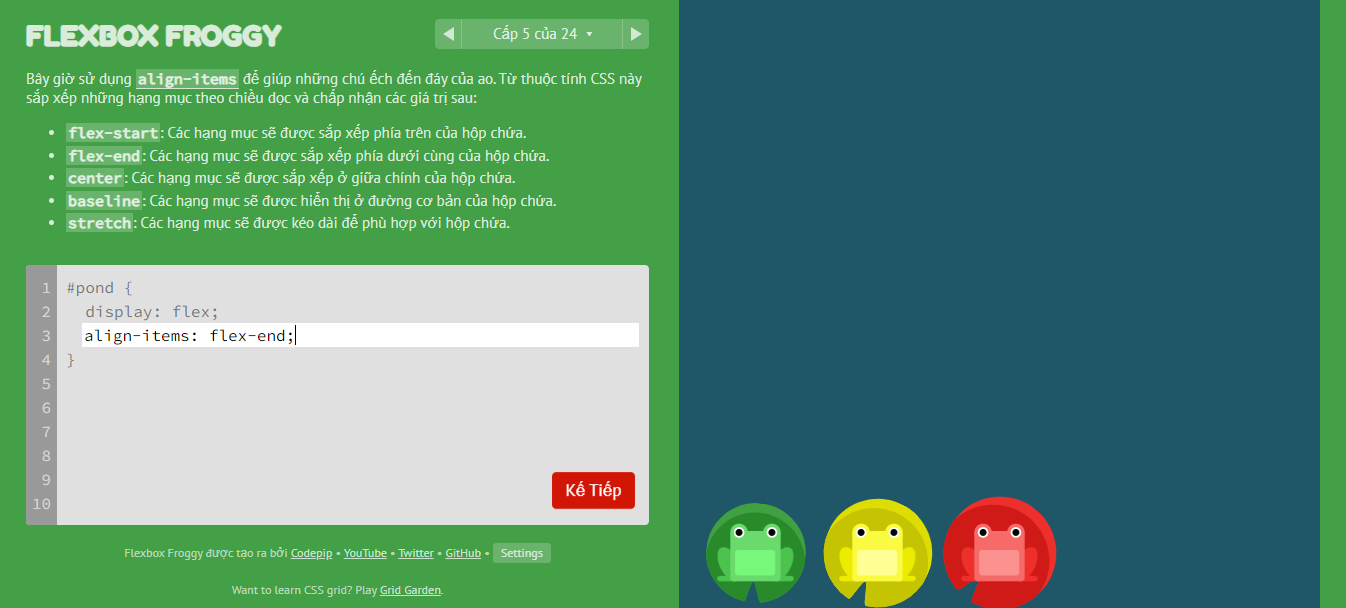 FLEXBOX FROGGY
Cấp 5 của 24
Bây giờ sử dụng align-items để giúp những chú ếch đến đáy của ao. Từ thuộc tính CSS này
sắp xếp những hạng mục theo chiều dọc và chấp nhận các giá trị sau:
• flex-start: Các hạng mục sẽ được sắp xếp phía trên của hộp chứa.
• flex-end: Các hạng mục sẽ được sắp xếp phía dưới cùng của hộp chứa.
• center: Các hạng mục sẽ được sắp xếp ở giữa chính của hộp chứa.
• baseline: Các hạng mục sẽ được hiển thị ở đường cơ bản của hộp chứa.
• stretch: Các hạng mục sẽ được kéo dài để phù hợp với hộp chứa.
1 #pond {
2 display: flex;
3 align-items: flex-end;
4 }
5
6
7
8
9
10
Kế Tiếp
Flexbox Froggy được tạo ra bởi Codepip • YouTube • Twitter • GitHub • Settings
Want to learn CSS grid? Play Grid Garden.